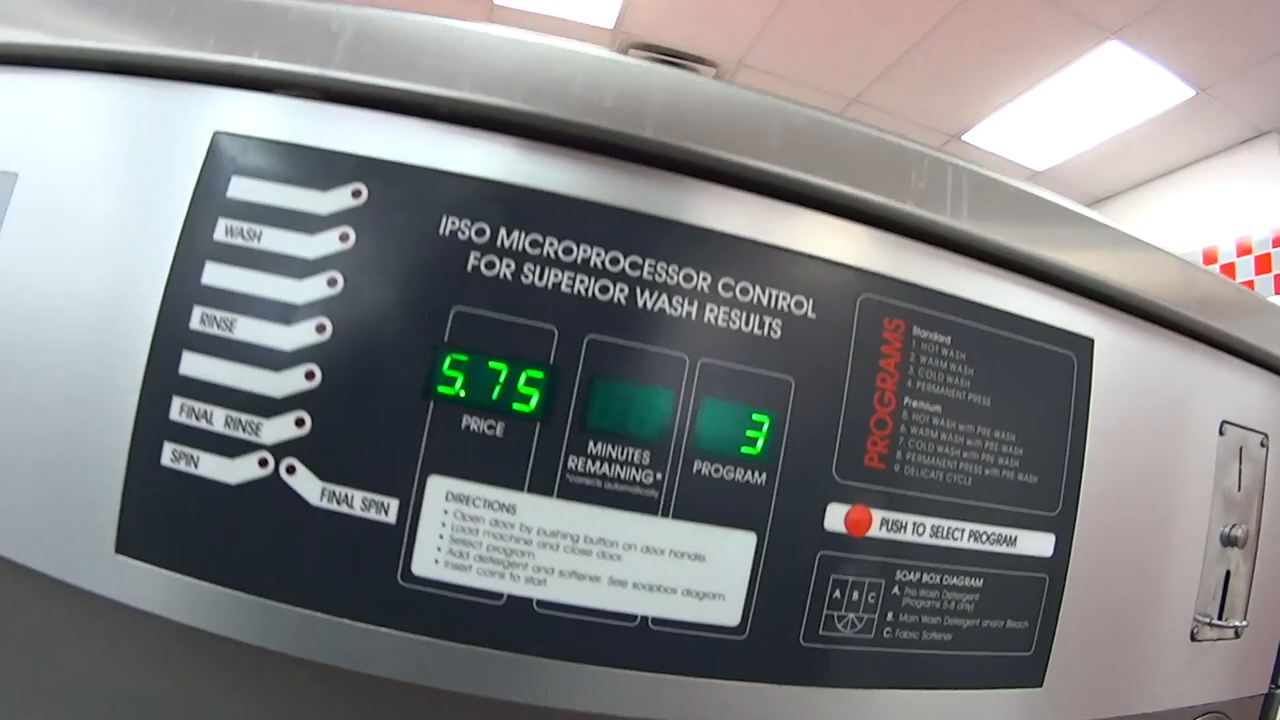 WASH
RINSE
FINAL RINSE
SPIN
FINAL SPIN
IPSO MICROPROCESSOR CONTROL
FOR SUPERIOR WASH RESULTS
5.75
PRICE
MINUTES
REMAINING*
*corrects automatically
3
PROGRAM
DIRECTIONS
• Open door by pushing button on door handle.
• Load machine and close door.
• Select program.
• Add detergent and softener. See soapbox diagram.
• Insert coins to start.
PROGRAMS
Standard
1. HOT WASH
2. WARM WASH
3. COLD WASH
4. PERMANENT PRESS
Premium
5. HOT WASH with PRE-WASH
6. WARM WASH with PRE-WASH
7. COLD WASH with PRE-WASH
8. PERMANENT PRESS with PRE-WASH
9. DELICATE CYCLE
PUSH TO SELECT PROGRAM
SOAP BOX DIAGRAM
A B C
A. Pre-Wash Detergent
(Programs 5-8 only)
B. Main Wash Detergent and/or Bleach
C. Fabric Softener